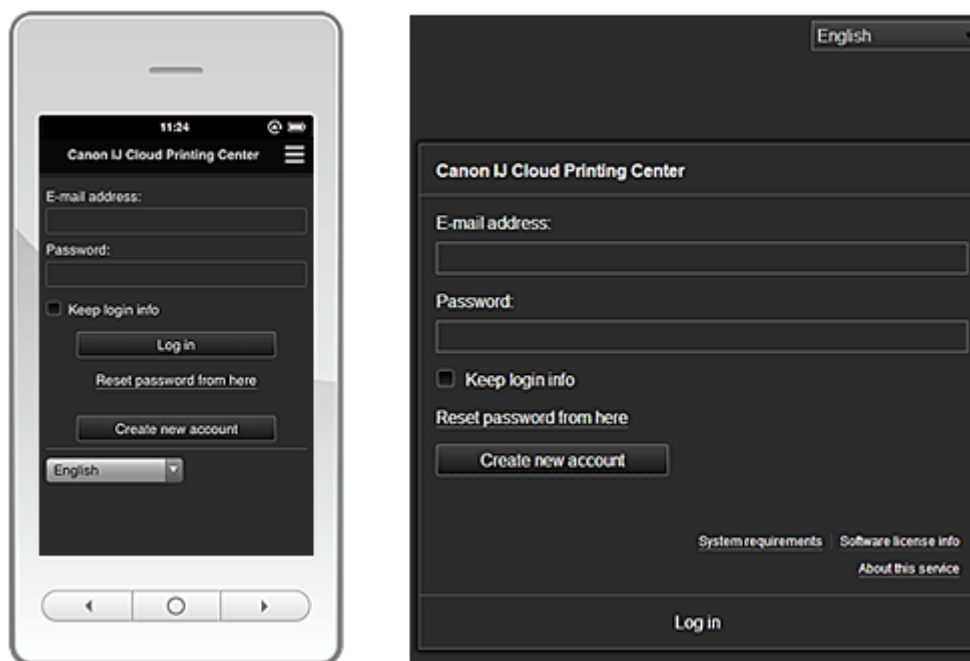 11:24
Canon IJ Cloud Printing Center
E-mail address:
Password:
Keep login info
Log in
Reset password from here
Create new account
English
English
Canon IJ Cloud Printing Center
E-mail address:
Password:
Keep login info
Reset password from here
Create new account
System requirements
Software license info
About this service
Log in